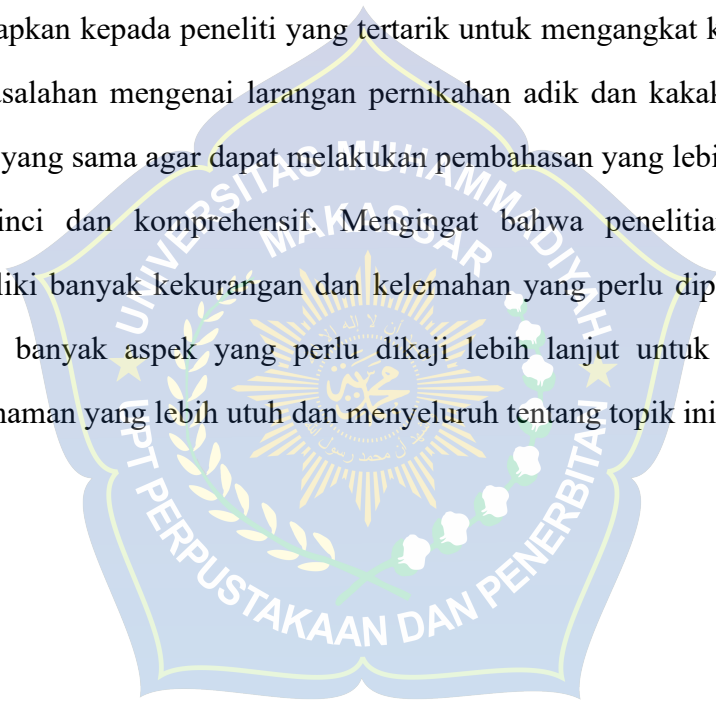 apkan kepada peneliti yang tertarik untuk mengangkat k
salahan mengenai larangan pernikahan adik dan kakak
yang sama agar dapat melakukan pembahasan yang lebi
inci dan komprehensif. Mengingat bahwa penelitia
liki banyak kekurangan dan kelemahan yang perlu dip
banyak aspek yang perlu dikaji lebih lanjut untuk
aman yang lebih utuh dan menyeluruh tentang topik ini
UNIVERSITAS MUHAMMADIYAH
MAKASSAR
UPT PERPUSTAKAAN DAN PENERBITAN